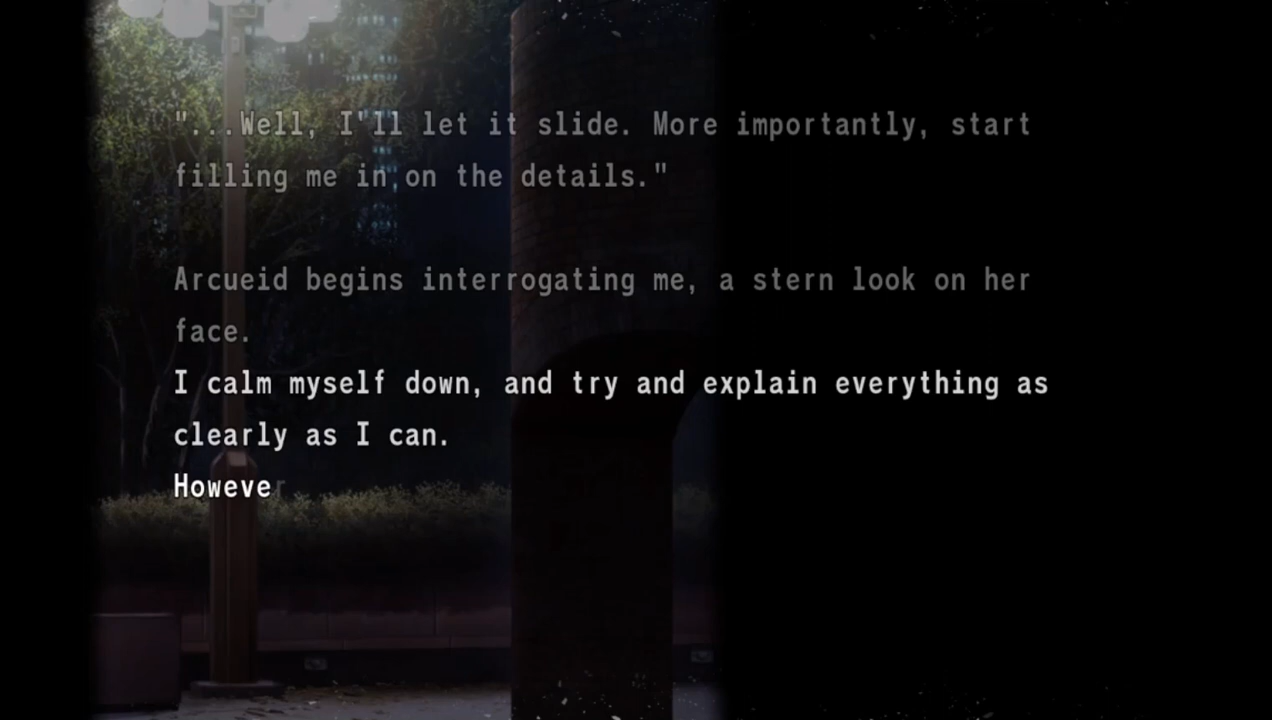 "...Well, I'll let it slide. More importantly, start
filling me in on the details."
Arcueid begins interrogating me, a stern look on her
face.
I calm myself down, and try and explain everything as
clearly as I can.
However